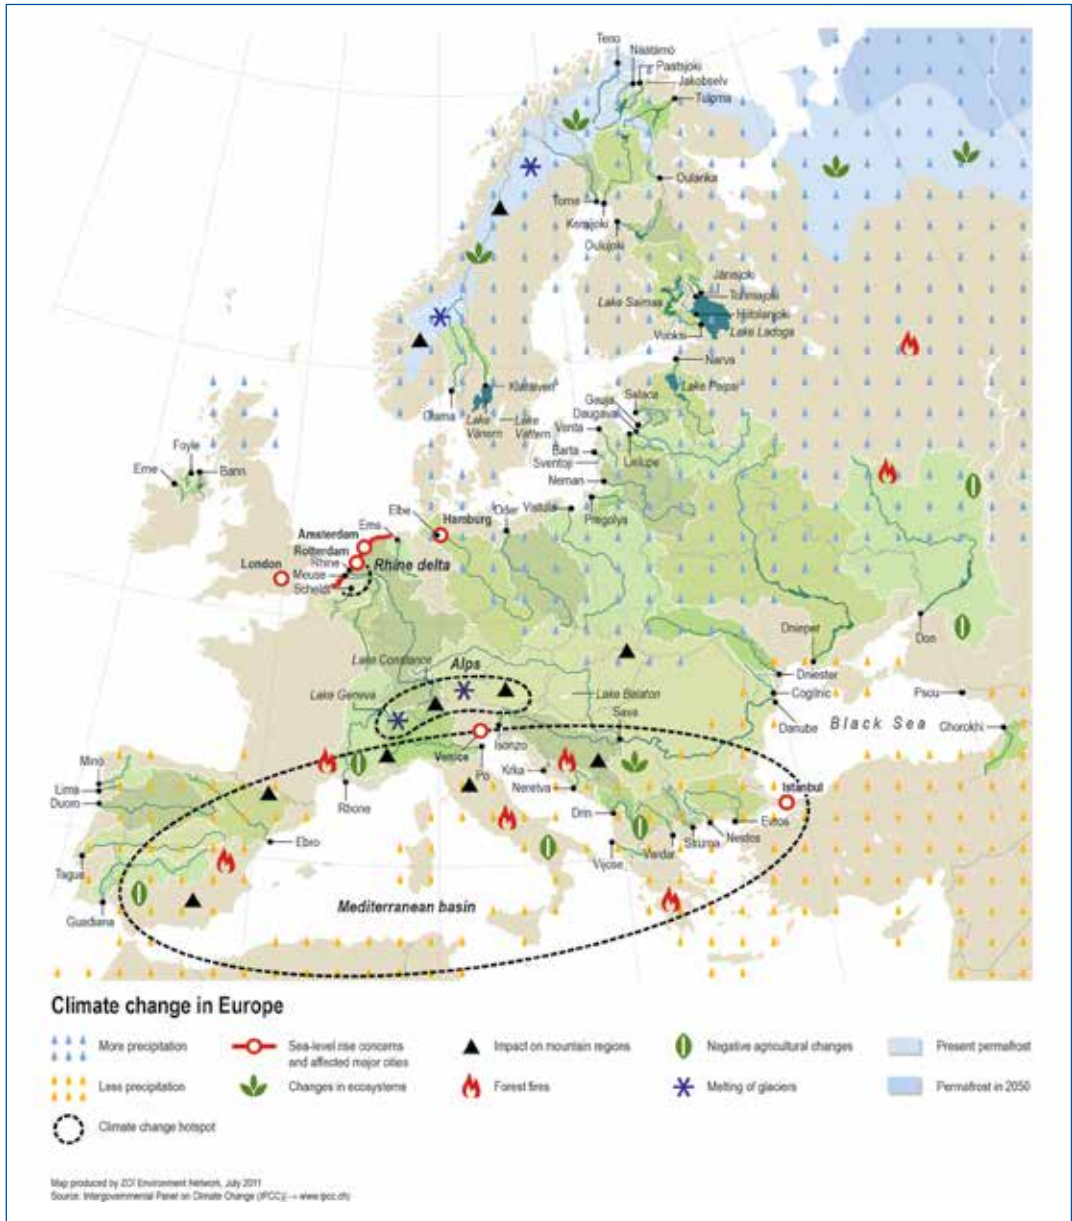 Teno
Näätämö
Paatsjoki
Jakobselv
Tulpma
Oulanka
Torne
Kemijoki
Oulujoki
Jänisjoki
Lake Saimaa
Tohmajoki
Hiitolanjoki
Vuoksi
Lake Ladoga
Narva
Lake Peipsi
Klaralven
Glama
Lake
Vänern
Lake
Vättern
Salaca
Gauja
Daugava
Venta
Barta
Sventoji
Lielupe
Neman
Foyle
Erne
Bann
Elbe
Hamburg
Oder
Vistula
Pregolya
Amsterdam
Ems
Rotterdam
London
Rhine
Rhine delta
Meuse
Scheldt
Dnieper
Don
Lake Constance
Alps
Dniester
Lake Geneva
Lake Balaton
Cogilnic
Psou
Sava
Danube
Black Sea
Chorokhi
Mino
Venice
Isonzo
Lima
Po
Krka
Istanbul
Duoro
Rhone
Neretva
Drin
Evros
Ebro
Nestos
Struma
Tagus
Vijose
Vardar
Guadiana
Mediterranean basin
Climate change in Europe
More precipitation
Sea-level rise concerns
and affected major cities
Impact on mountain regions
Negative agricultural changes
Present permafrost
Less precipitation
Changes in ecosystems
Forest fires
Melting of glaciers
Permafrost in 2050
Climate change hotspot
Map produced by ZOÏ Environment Network, July 2011
Source: Intergovernmental Panel on Climate Change (IPCC)(→ www.ipcc.ch)